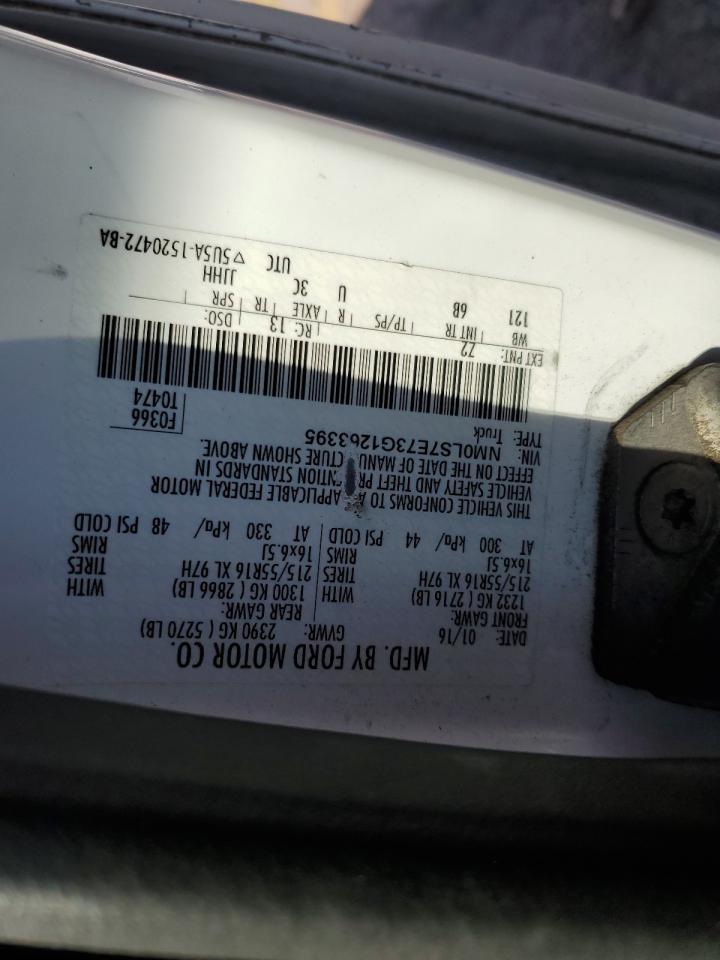 MFD. BY FORD MOTOR CO.
DATE: 01/16 GVWR: 2390 KG ( 5270 LB)
FRONT GAWR: REAR GAWR:
1232 KG ( 2716 LB) WITH 1300 KG ( 2866 LB) WITH
215/55R16 XL 97H TIRES 215/55R16 XL 97H TIRES
16x6.5J RIMS 16x6.5J RIMS
AT 300 kPa/ 44 PSI COLD AT 330 kPa/ 48 PSI COLD
THIS VEHICLE CONFORMS TO A APPLICABLE FEDERAL MOTOR
VEHICLE SAFETY AND THEFT NTION STANDARDS IN
EFFECT ON THE DATE OF MANU CTURE SHOWN ABOVE.
VIN: NM0LS7E73G1263395
TYPE: Truck
F0366
T0474
EXT PNT: Z2 RC: 13 DSO:
WB INT TR TP/PS R AXLE TR SPR
121 6B U 3C JJHH
UTC ▽5U5A-1520472-BA